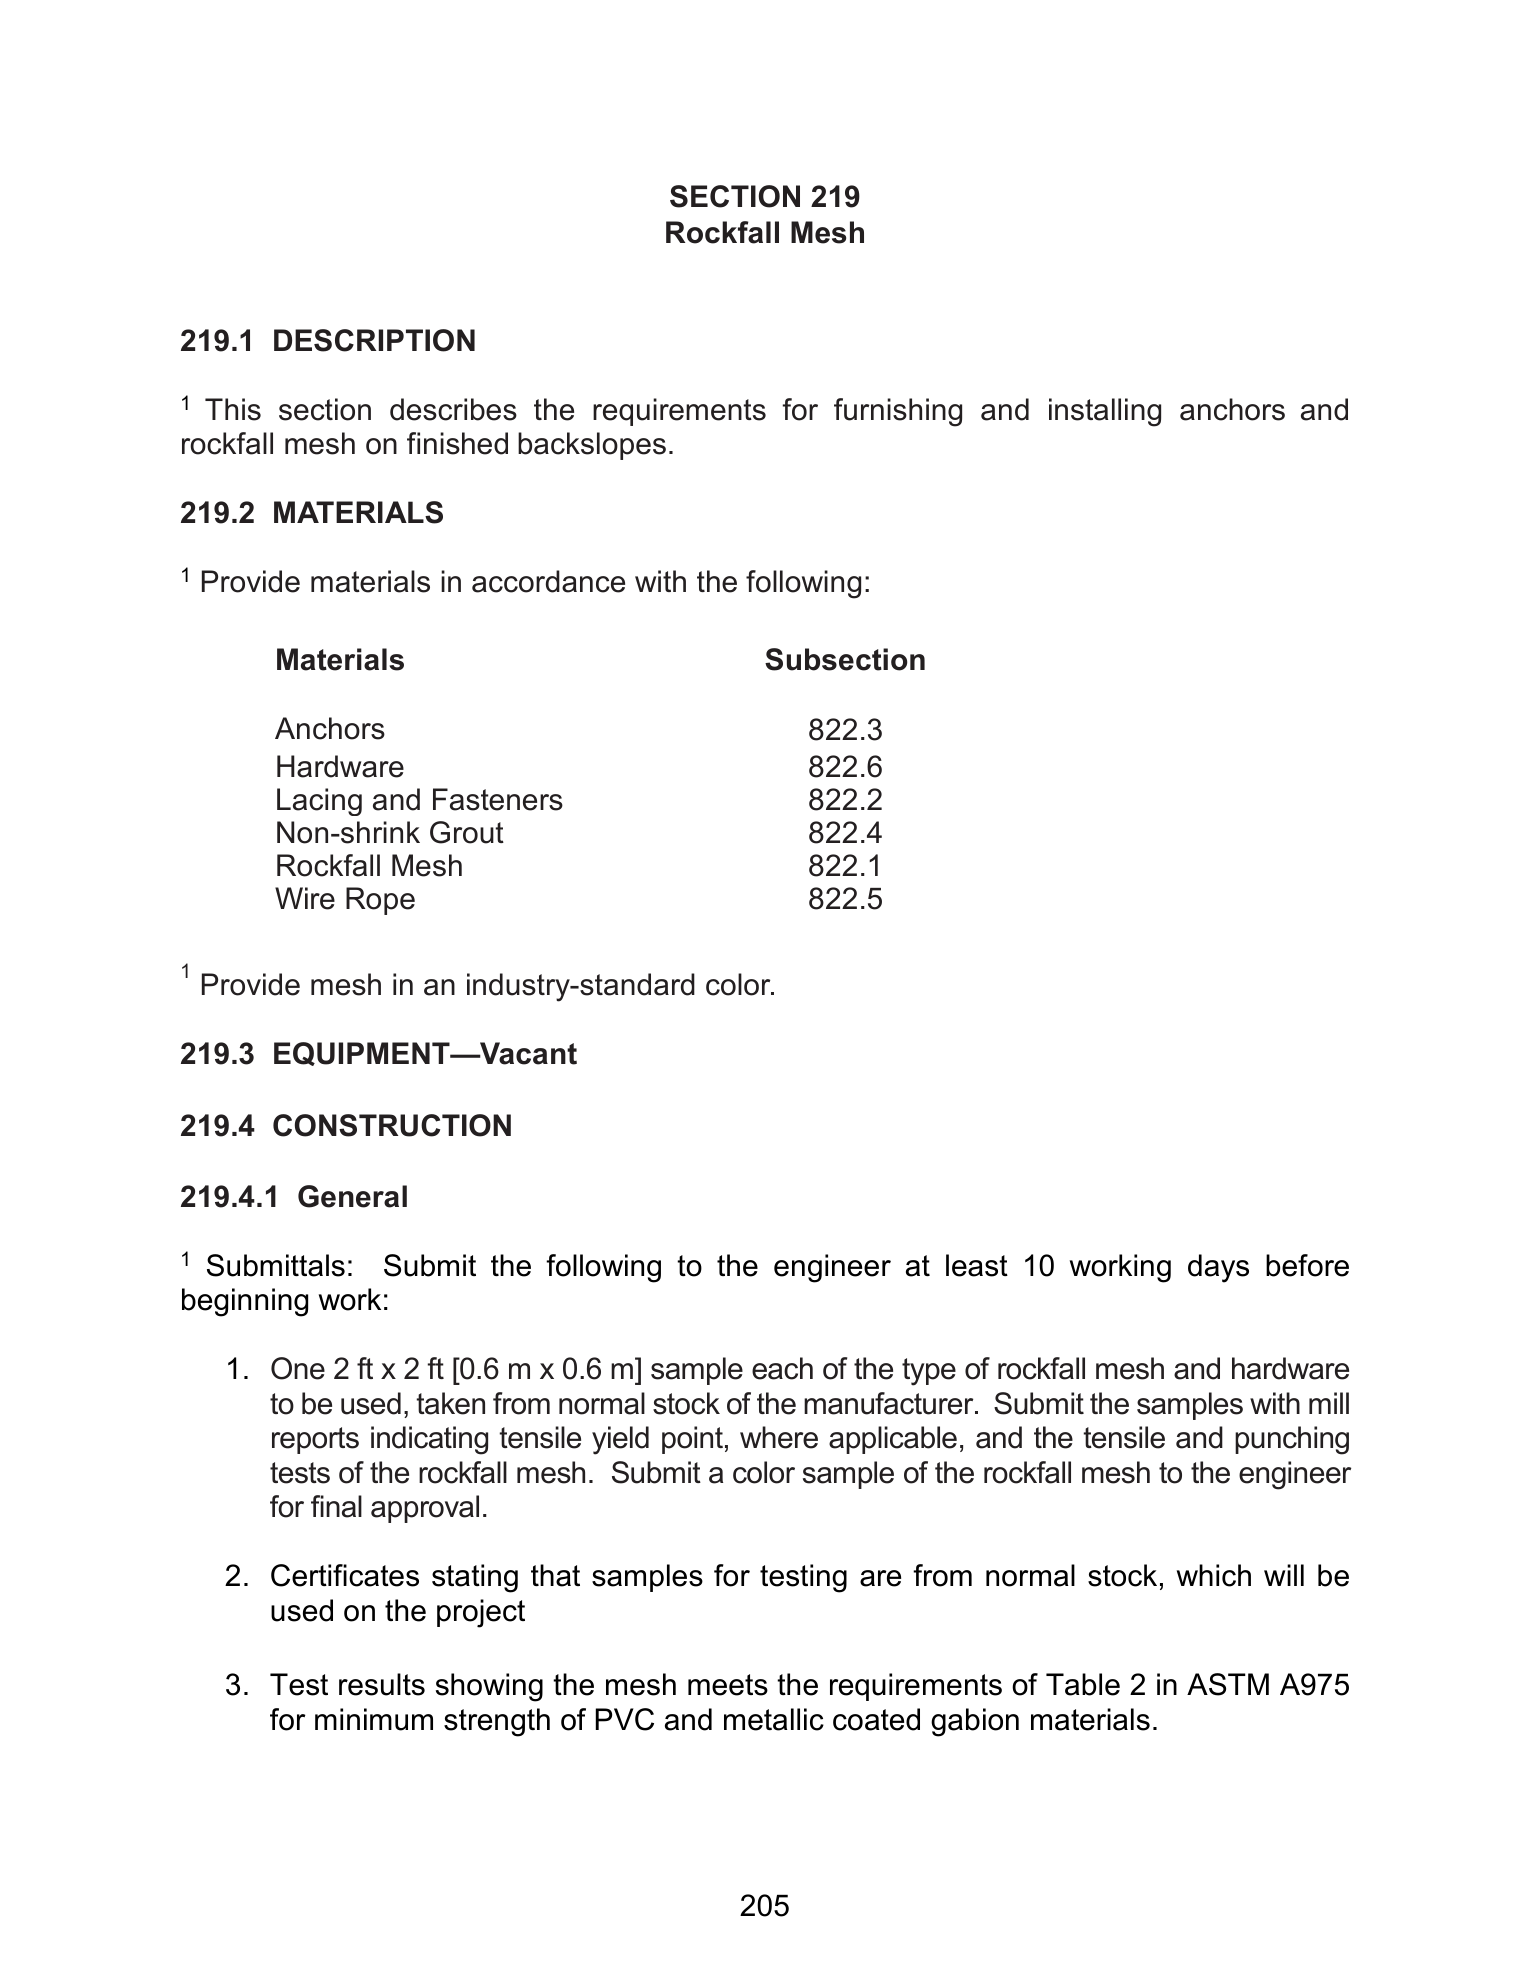 SECTION 219
Rockfall Mesh
219.1 DESCRIPTION
1 This section describes the requirements for furnishing and installing anchors and
rockfall mesh on finished backslopes.
219.2 MATERIALS
1 Provide materials in accordance with the following:
Materials Subsection
Anchors 822.3
Hardware 822.6
Lacing and Fasteners 822.2
Non-shrink Grout 822.4
Rockfall Mesh 822.1
Wire Rope 822.5
1 Provide mesh in an industry-standard color.
219.3 EQUIPMENT—Vacant
219.4 CONSTRUCTION
219.4.1 General
1 Submittals: Submit the following to the engineer at least 10 working days before
beginning work:
1. One 2 ft x 2 ft [0.6 m x 0.6 m] sample each of the type of rockfall mesh and hardware
to be used, taken from normal stock of the manufacturer. Submit the samples with mill
reports indicating tensile yield point, where applicable, and the tensile and punching
tests of the rockfall mesh. Submit a color sample of the rockfall mesh to the engineer
for final approval.
2. Certificates stating that samples for testing are from normal stock, which will be
used on the project
3. Test results showing the mesh meets the requirements of Table 2 in ASTM A975
for minimum strength of PVC and metallic coated gabion materials.
205